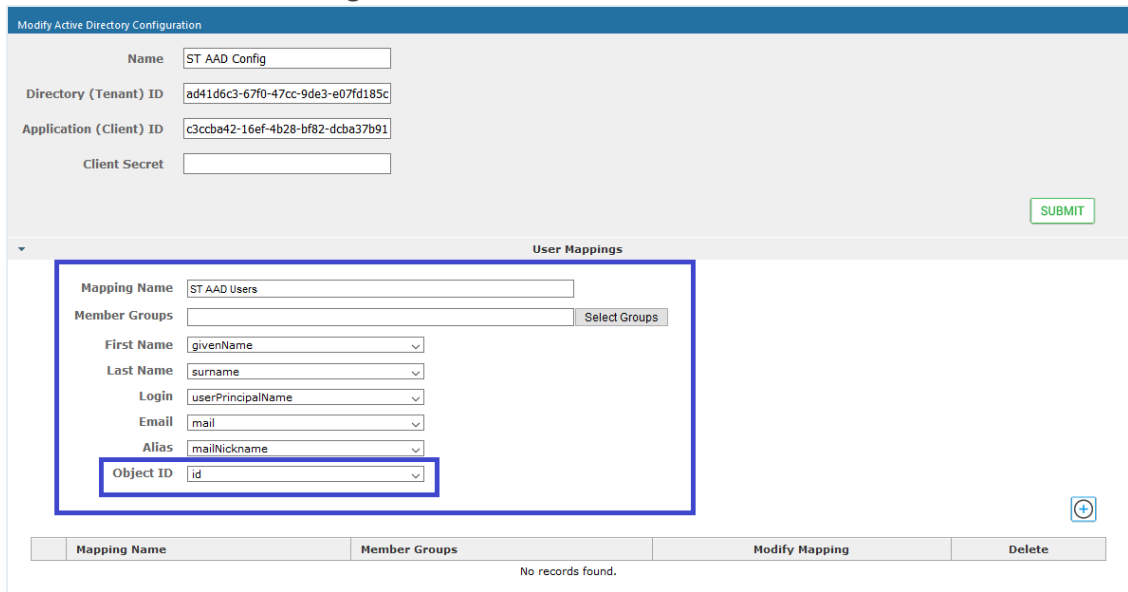 Modify Active Directory Configuration
Name ST AAD Config
Directory (Tenant) ID ad41d6c3-67f0-47cc-9de3-e07fd185c
Application (Client) ID c3ccba42-16ef-4b28-bf82-dcba37b91
Client Secret
SUBMIT
User Mappings
Mapping Name ST AAD Users
Member Groups Select Groups
First Name givenName
Last Name surname
Login userPrincipalName
Email mail
Alias mailNickname
Object ID id
Mapping Name Member Groups Modify Mapping Delete
No records found.